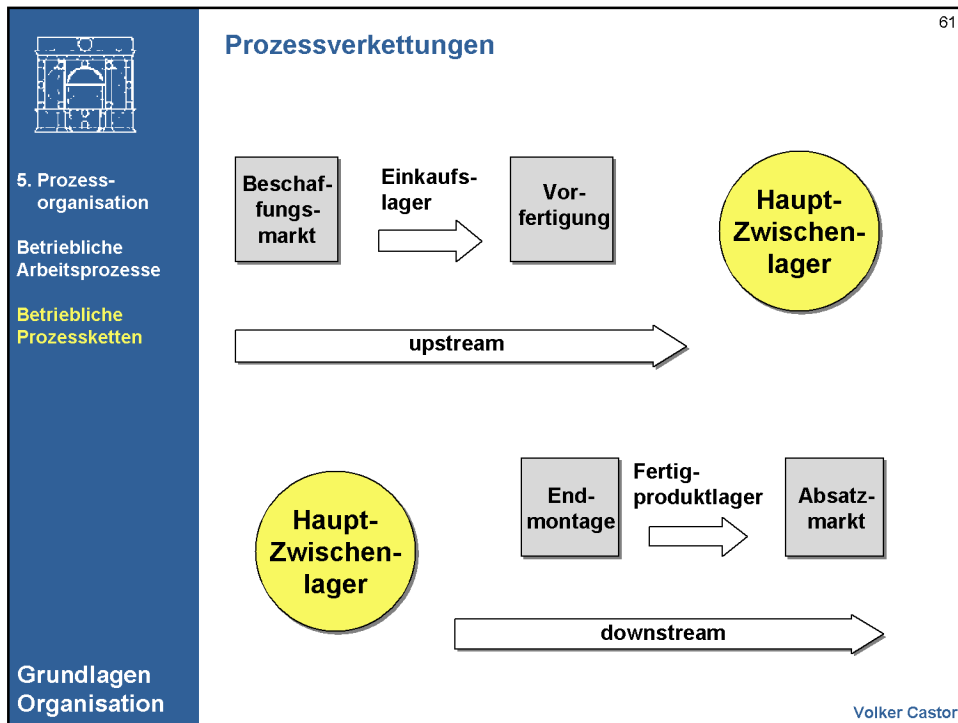 61
Prozessverkettungen
5. Prozess-
organisation
Betriebliche
Arbeitsprozesse
Betriebliche
Prozessketten
Beschaf-
fungs-
markt
Einkaufs-
lager
Vor-
fertigung
Haupt-
Zwischen-
lager
upstream
Haupt-
Zwischen-
lager
End-
montage
Fertig-
produktlager
Absatz-
markt
downstream
Grundlagen
Organisation
Volker Castor